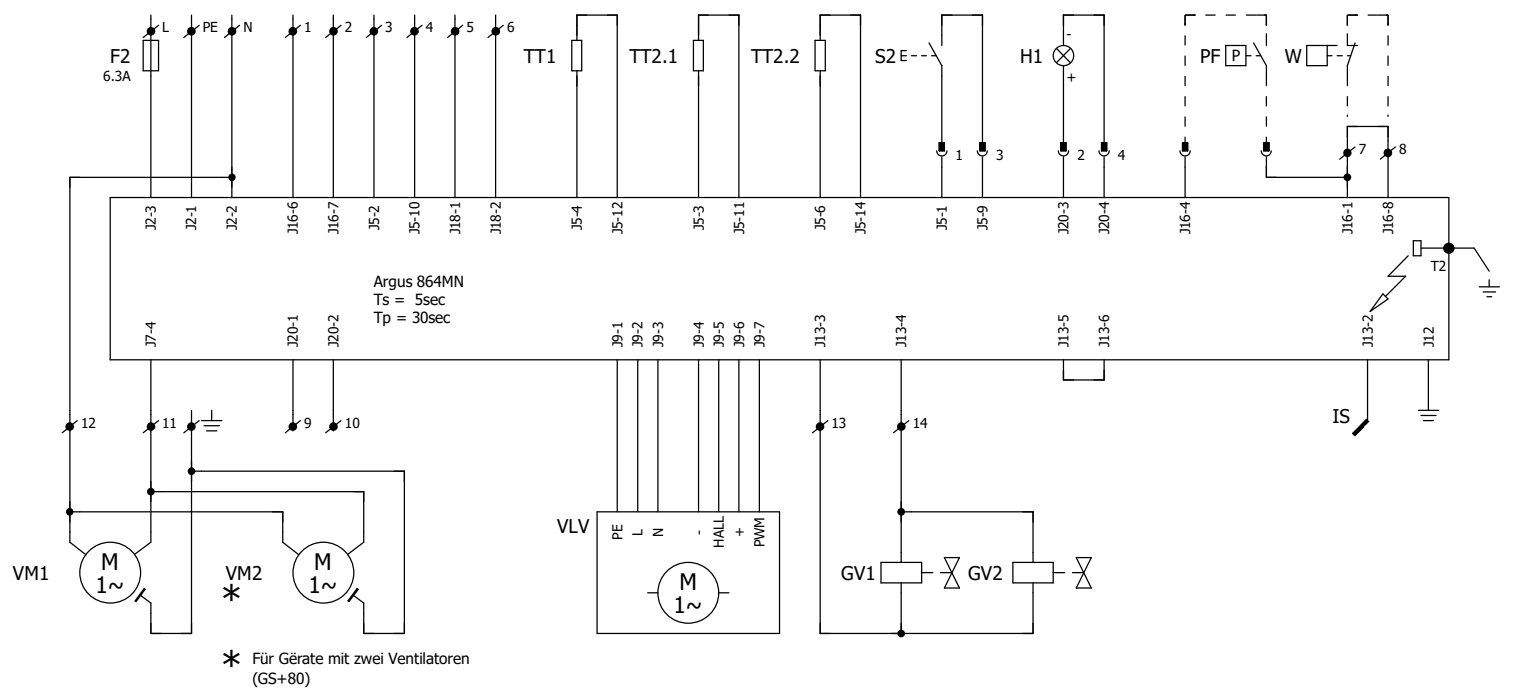 L PE N 1 2 3 4 5 6
F2
6.3A
TT1 TT2.1 TT2.2 S2 E H1 - + PF P W
1 3 2 4 7 8
J2-3 J2-1 J2-2 J16-6 J16-7 J5-2 J5-10 J18-1 J18-2 J5-4 J5-12 J5-3 J5-11 J5-6 J5-14 J5-1 J5-9 J20-3 J20-4 J16-4 J16-1 J16-8
T2
Argus 864MN
Ts = 5sec
Tp = 30sec
J7-4 J20-1 J20-2 J9-1 J9-2 J9-3 J9-4 J9-5 J9-6 J9-7 J13-3 J13-4 J13-5 J13-6 J13-2 J12
12 11 9 10 13 14 IS
VLV PE L N - HALL + PWM
VM1 M 1~ VM2 M 1~ M 1~ GV1 GV2
*
* Für Gërate mit zwei Ventilatoren
(GS+80)